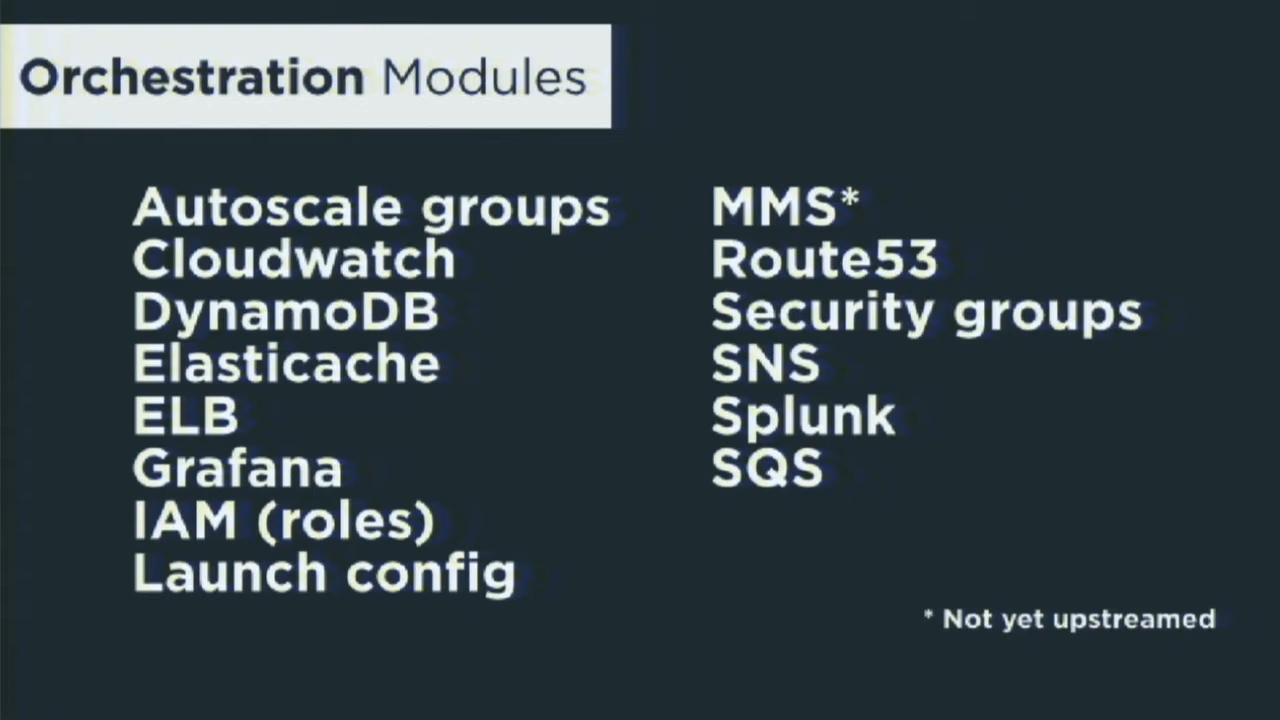 Orchestration Modules
Autoscale groups
Cloudwatch
DynamoDB
Elasticache
ELB
Grafana
IAM (roles)
Launch config
MMS*
Route53
Security groups
SNS
Splunk
SQS
* Not yet upstreamed